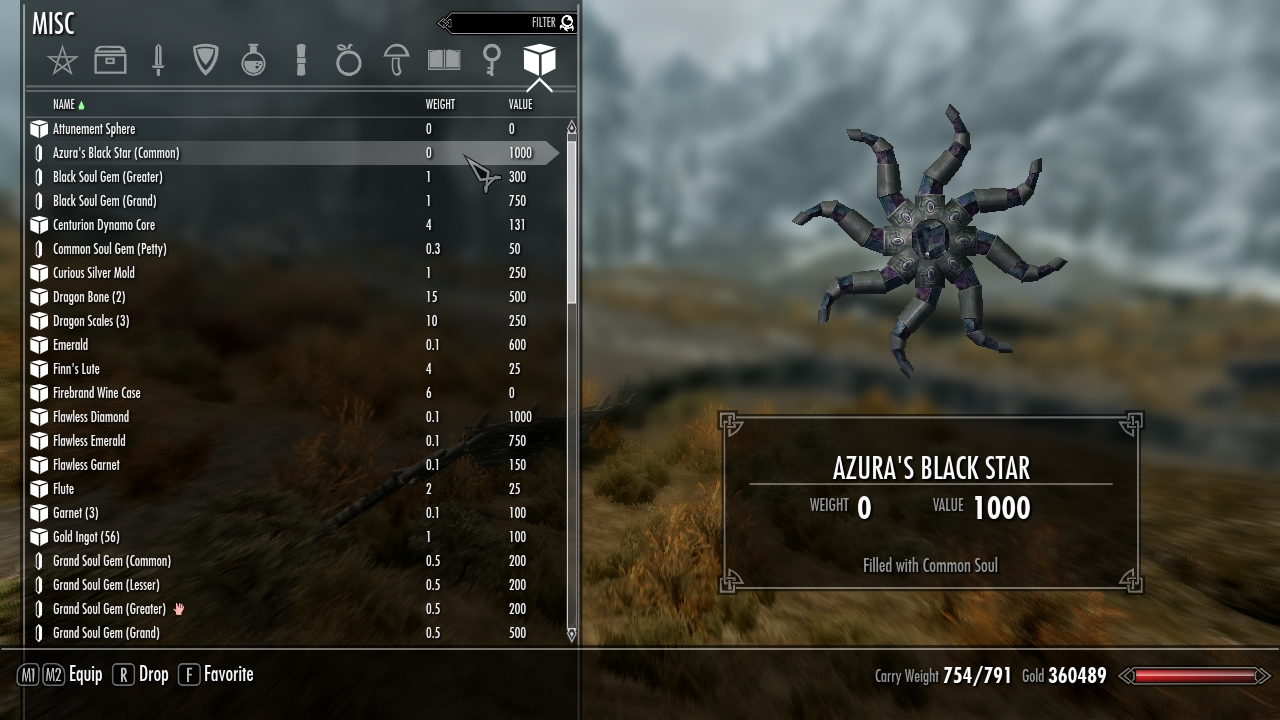 MISC
FILTER
NAME WEIGHT VALUE
Attunement Sphere 0 0
Azura's Black Star (Common) 0 1000
Black Soul Gem (Greater) 1 300
Black Soul Gem (Grand) 1 750
Centurion Dynamo Core 4 131
Common Soul Gem (Petty) 0.3 50
Curious Silver Mold 1 250
Dragon Bone (2) 15 500
Dragon Scales (3) 10 250
Emerald 0.1 600
Finn's Lute 4 25
Firebrand Wine Case 6 0
Flawless Diamond 0.1 1000
Flawless Emerald 0.1 750
Flawless Garnet 0.1 150
Flute 2 25
Garnet (3) 0.1 100
Gold Ingot (56) 1 100
Grand Soul Gem (Common) 0.5 200
Grand Soul Gem (Lesser) 0.5 200
Grand Soul Gem (Greater) 0.5 200
Grand Soul Gem (Grand) 0.5 500
AZURA'S BLACK STAR
WEIGHT 0 VALUE 1000
Filled with Common Soul
M1 M2 Equip R Drop F Favorite
Carry Weight 754/791 Gold 360489